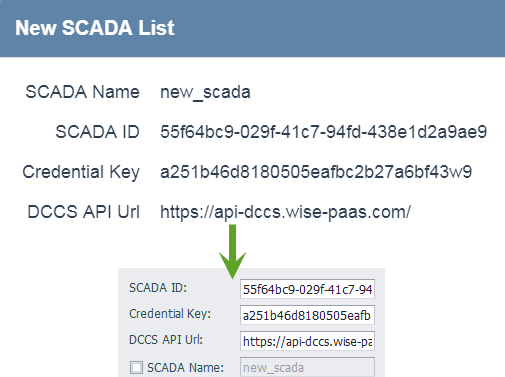 New SCADA List
SCADA Name new_scada
SCADA ID 55f64bc9-029f-41c7-94fd-438e1d2a9ae9
Credential Key a251b46d8180505eafbc2b27a6bf43w9
DCCS API Url https://api-dccs.wise-paas.com/
SCADA ID: 55f64bc9-029f-41c7-94
Credential Key: a251b46d8180505eafb
DCCS API Url: https://api-dccs.wise-pa
SCADA Name: new_scada